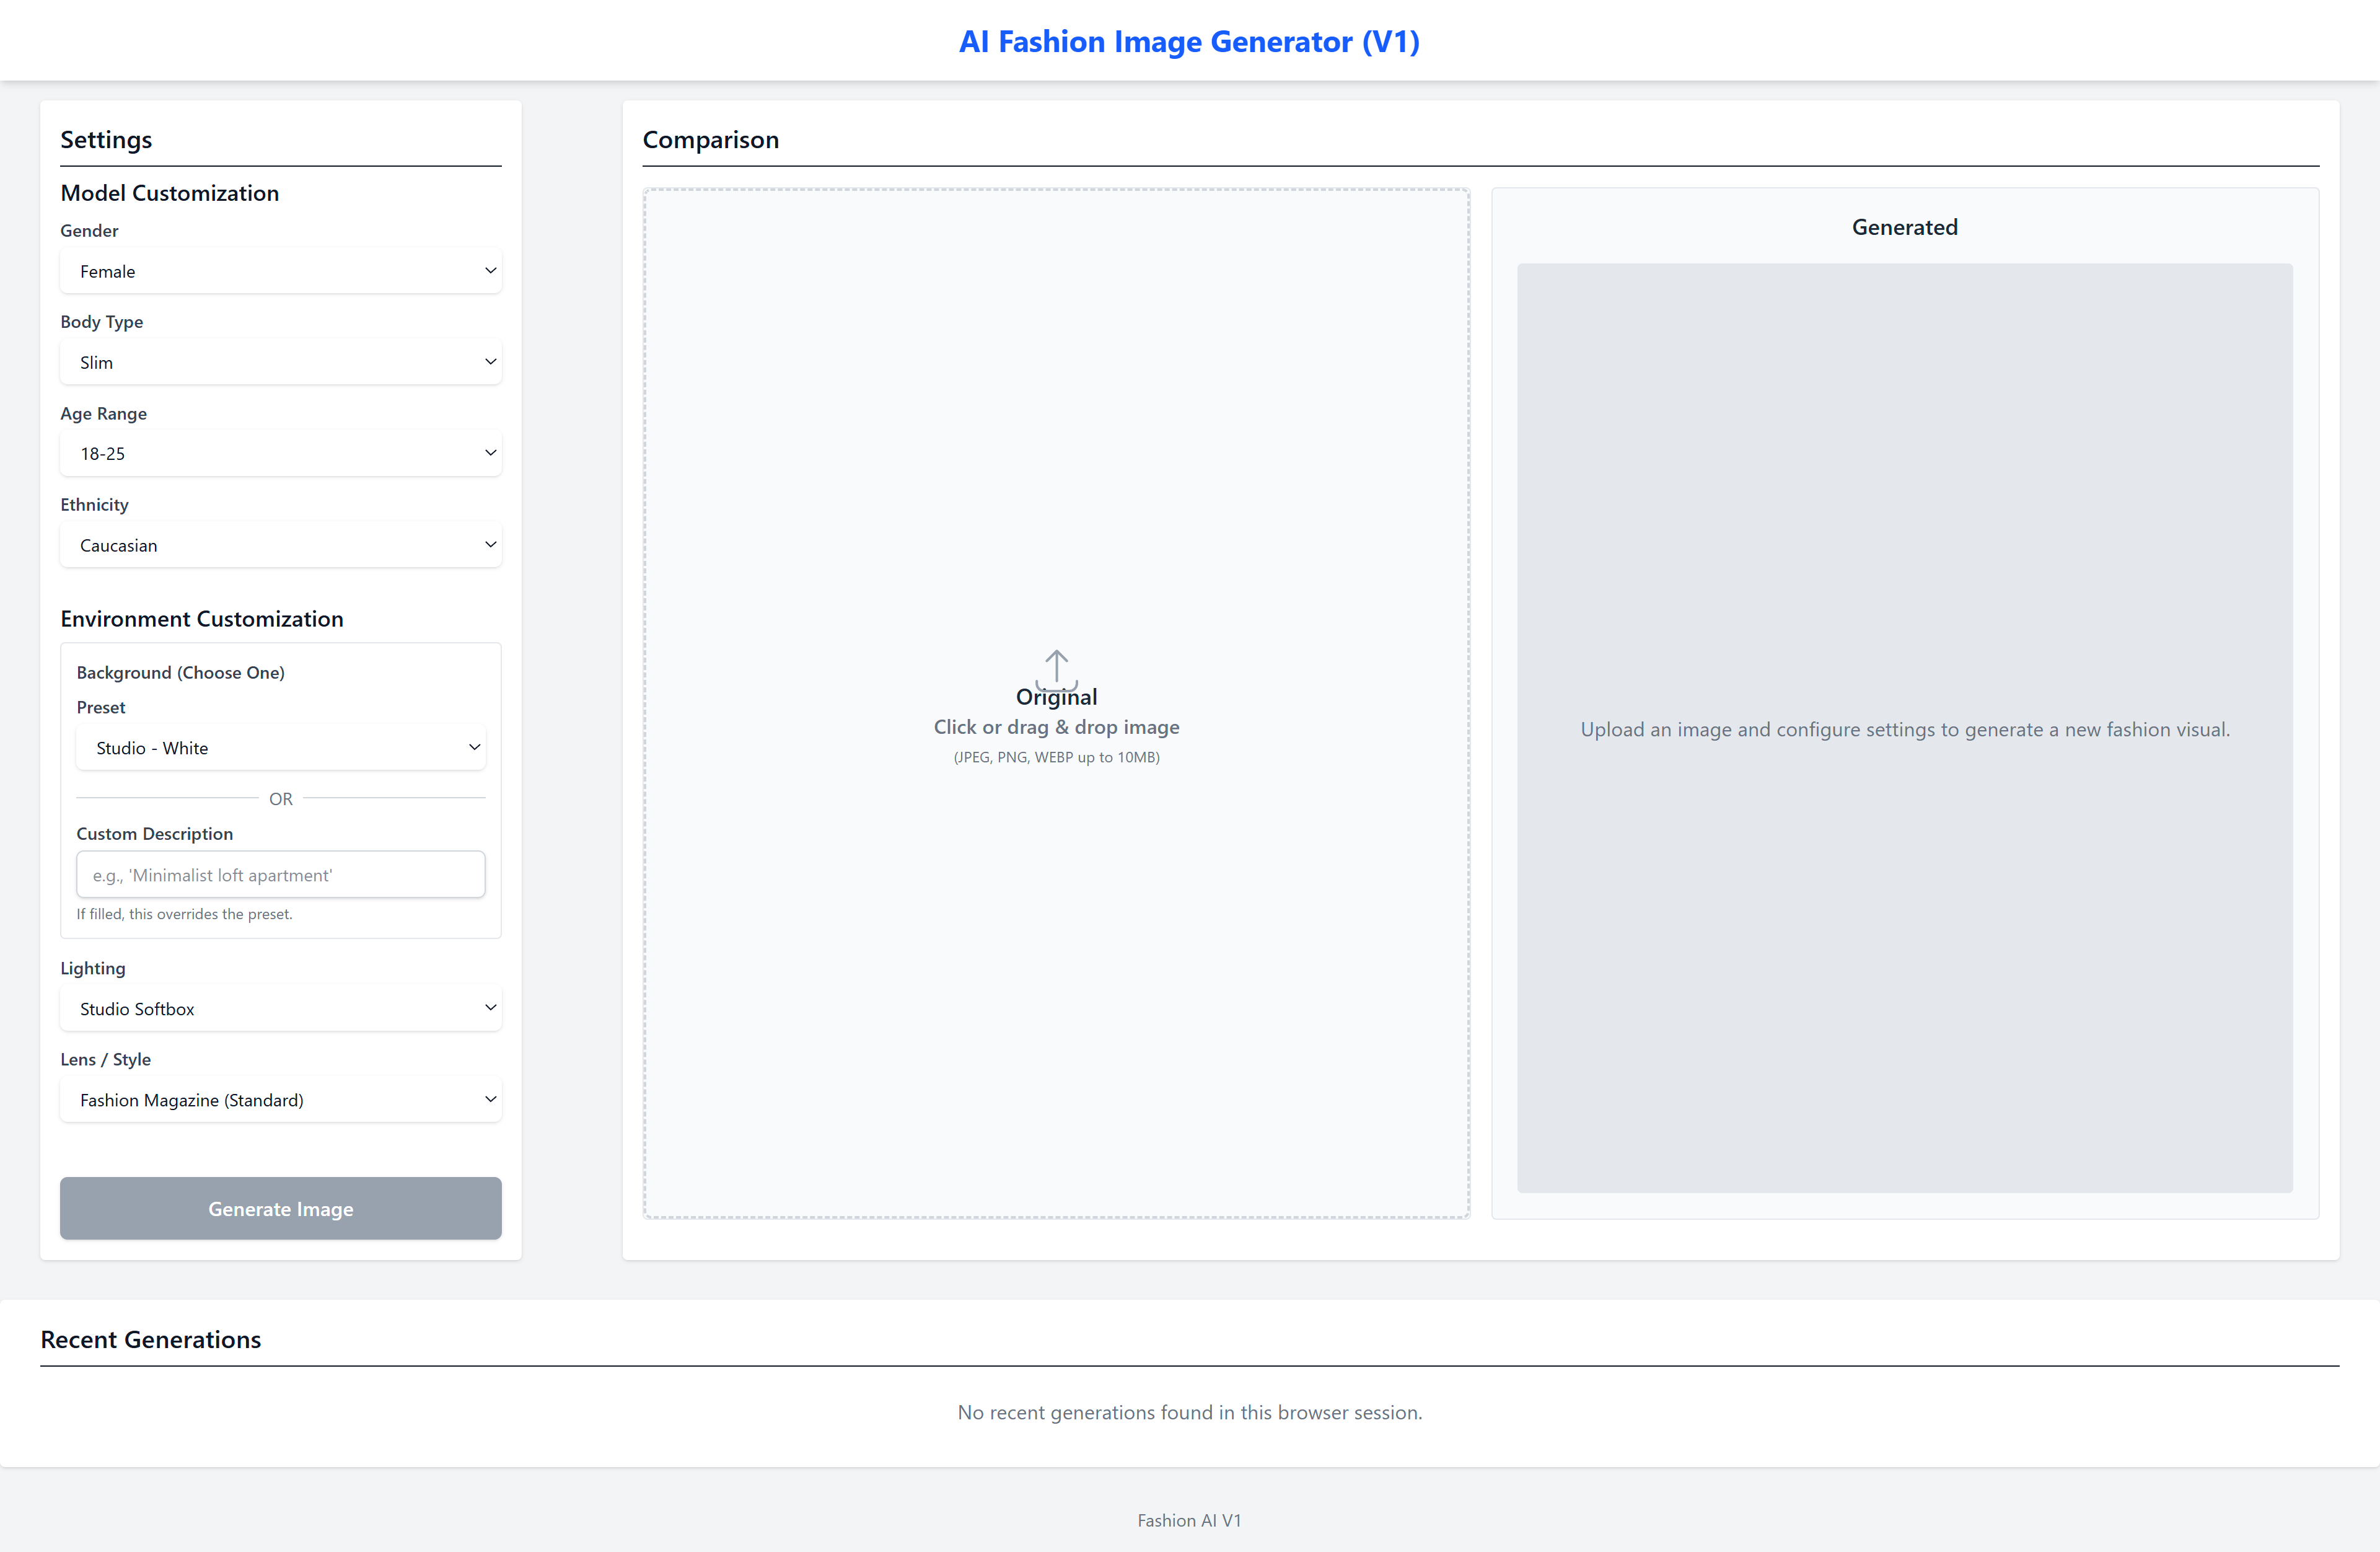 AI Fashion Image Generator (V1)
Settings
Model Customization
Gender
Female
Body Type
Slim
Age Range
18-25
Ethnicity
Caucasian
Environment Customization
Background (Choose One)
Preset
Studio - White
OR
Custom Description
e.g., 'Minimalist loft apartment'
If filled, this overrides the preset.
Lighting
Studio Softbox
Lens / Style
Fashion Magazine (Standard)
Generate Image
Comparison
Original
Click or drag & drop image
(JPEG, PNG, WEBP up to 10MB)
Generated
Upload an image and configure settings to generate a new fashion visual.
Recent Generations
No recent generations found in this browser session.
Fashion AI V1